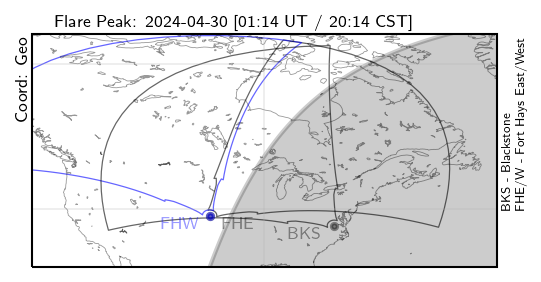 Flare Peak: 2024-04-30 [01:14 UT / 20:14 CST]
Coord: Geo
FHW
FHE
BKS
BKS - Blackstone
FHE/W - Fort Hays East/West